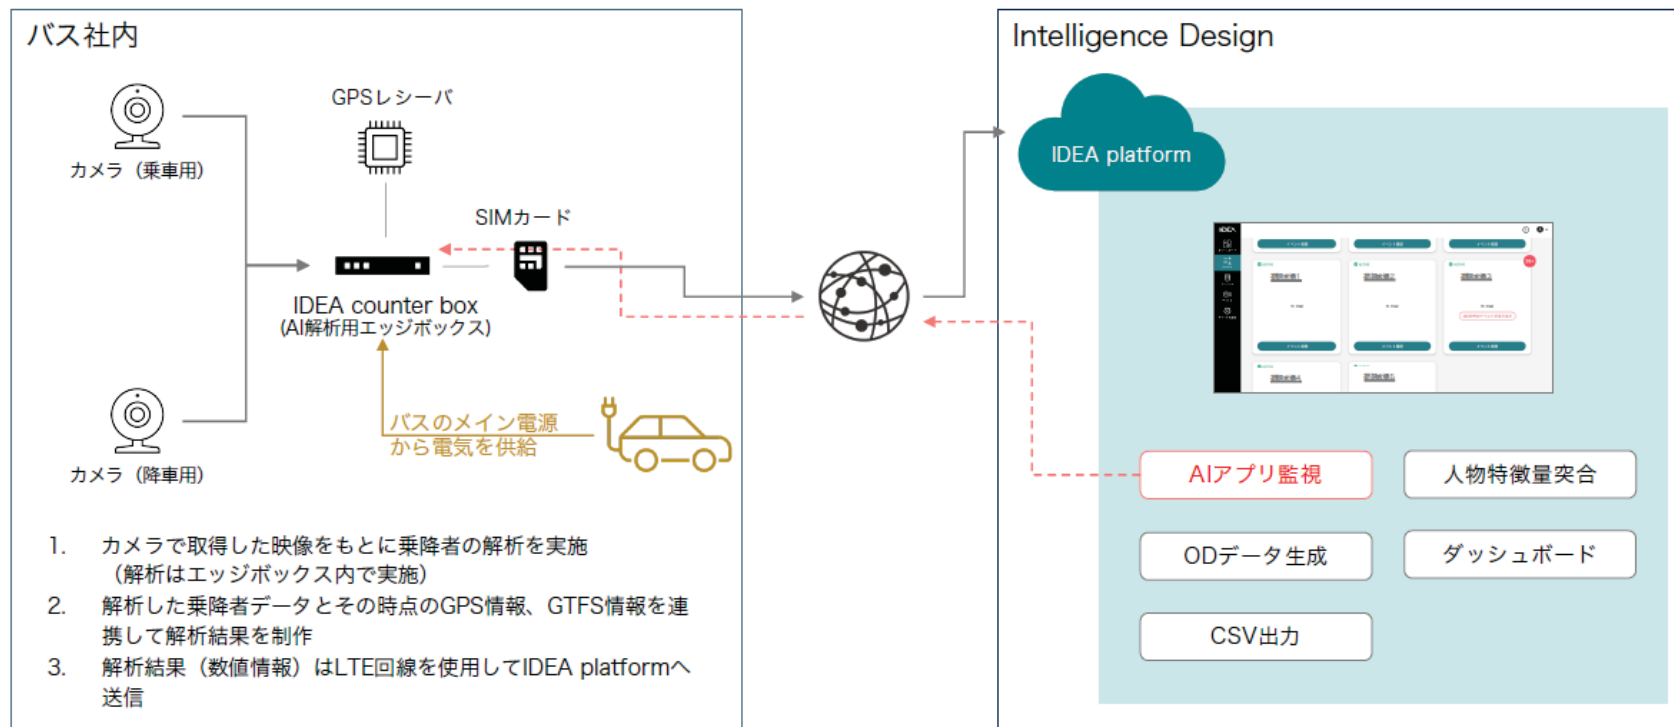 バス社内
カメラ（乗車用）
GPSレシーバ
SIMカード
IDEA counter box
(AI解析用エッジボックス)
バスのメイン電源
から電気を供給
カメラ（降車用）
1. カメラで取得した映像をもとに乗降者の解析を実施
（解析はエッジボックス内で実施）
2. 解析した乗降者データとその時点のGPS情報、GTFS情報を連
携して解析結果を制作
3. 解析結果（数値情報）はLTE回線を使用してIDEA platformへ
送信
Intelligence Design
IDEA platform
IDEA
AIアプリ監視
人物特徴量突合
ODデータ生成
ダッシュボード
CSV出力